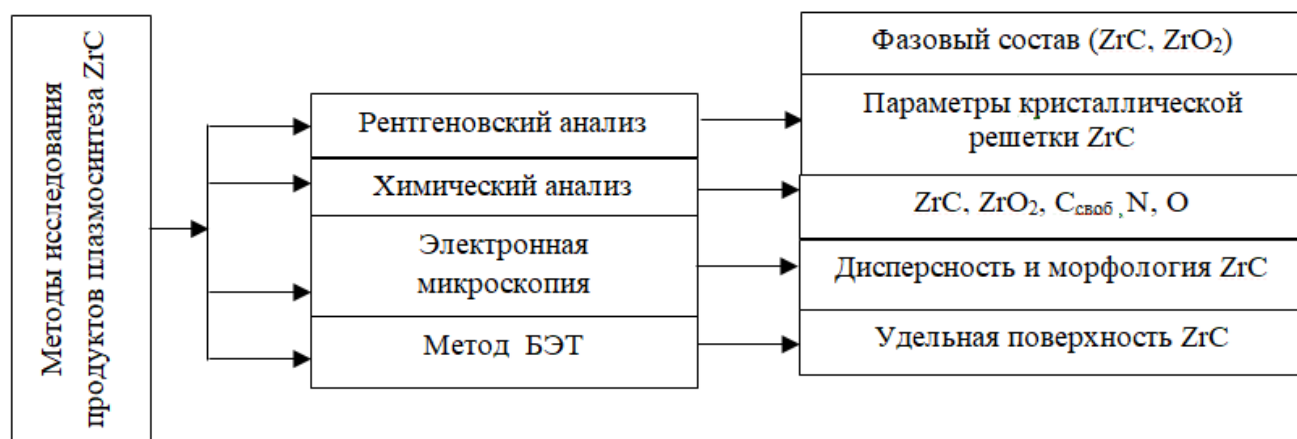 Методы исследования
продуктов плазмосинтеза ZrC
Рентгеновский анализ
Химический анализ
Электронная
микроскопия
Метод БЭТ
Фазовый состав (ZrC, ZrO₂)
Параметры кристаллической
решетки ZrC
ZrC, ZrO₂, Cсвоб , N, O
Дисперсность и морфология ZrC
Удельная поверхность ZrC